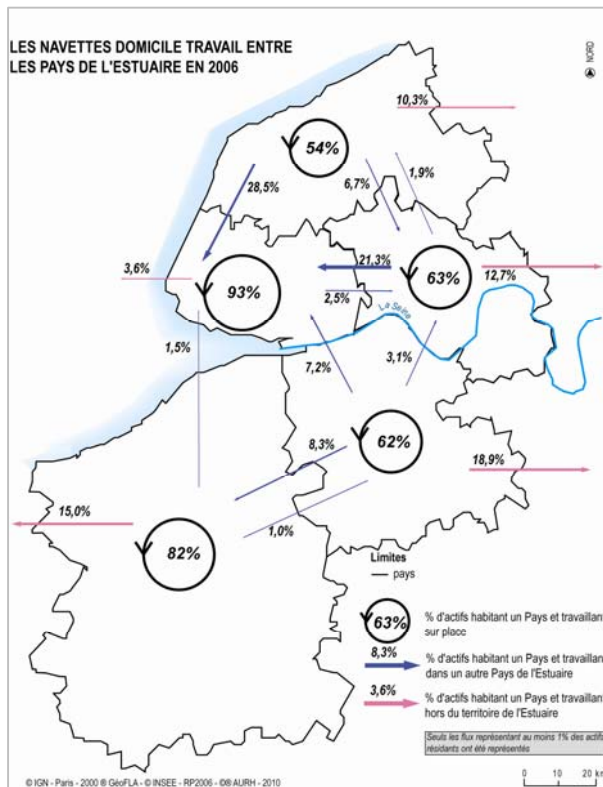 LES NAVETTES DOMICILE TRAVAIL ENTRE
LES PAYS DE L'ESTUAIRE EN 2006
NORD
10,3%
54%
1,9%
28,5%
6,7%
21,3%
3,6%
63%
12,7%
93%
2,5%
La Seine
1,5%
7,2%
3,1%
62%
8,3%
18,9%
15,0%
1,0%
82%
Limites
pays
63%
% d'actifs habitant un Pays et travaillant
sur place
8,3%
% d'actifs habitant un Pays et travaillant
dans un autre Pays de l'Estuaire
3,6%
% d'actifs habitant un Pays et travaillant
hors du territoire de l'Estuaire
Seuls les flux représentant au moins 1% des actifs
résidants ont été représentés
© IGN - Paris - 2000 ® GéoFLA - © INSEE - RP2006 - ©® AURH - 2010
0 10 20 km